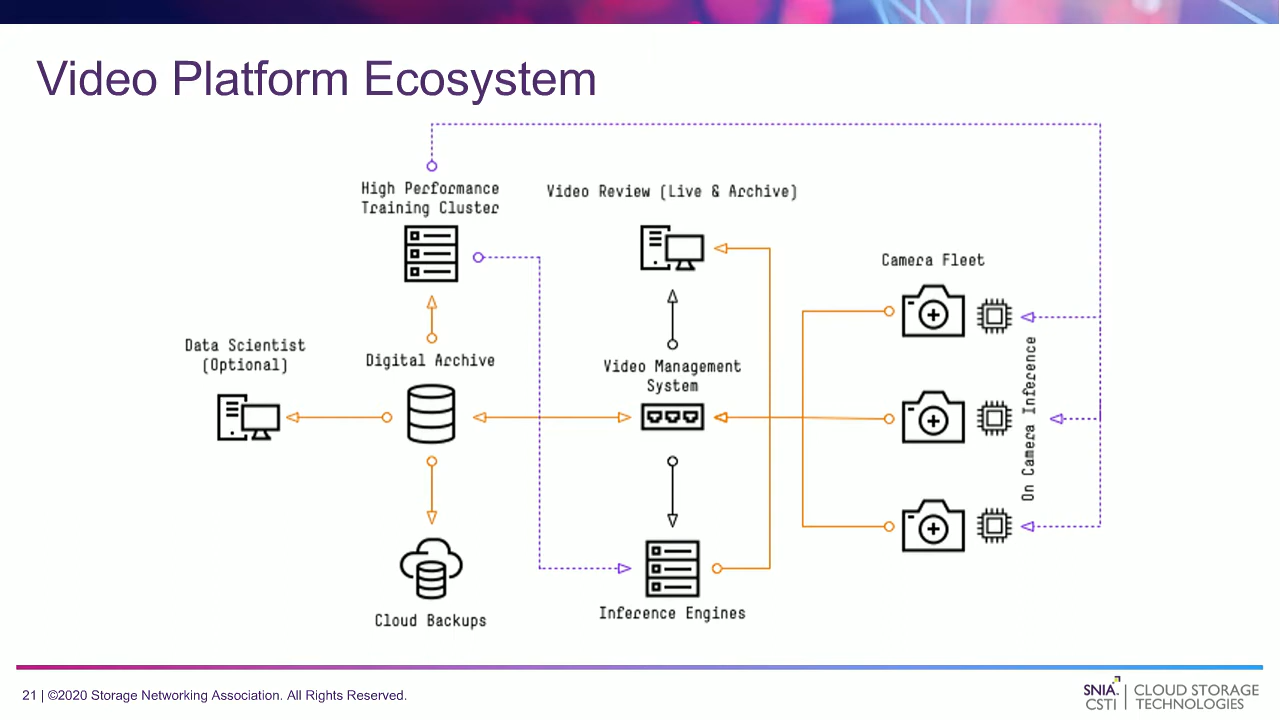 Video Platform Ecosystem
High Performance
Training Cluster
Video Review (Live & Archive)
Camera Fleet
Data Scientist
(Optional)
Digital Archive
Video Management
System
On Camera Inference
Cloud Backups
Inference Engines
21 | ©2020 Storage Networking Association. All Rights Reserved.
SNIA
CSTI
CLOUD STORAGE
TECHNOLOGIES